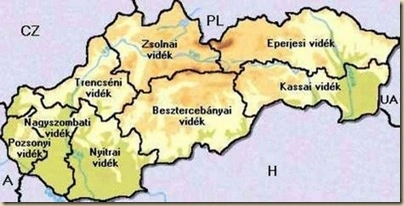 CZ
PL
Zsolnai
vidék
Eperjesi vidék
Trencséni
vidék
Kassai vidék
UA
Besztercebányai
vidék
Nagyszombati
vidék
Pozsonyi
vidék
Nyitrai
vidék
A
H